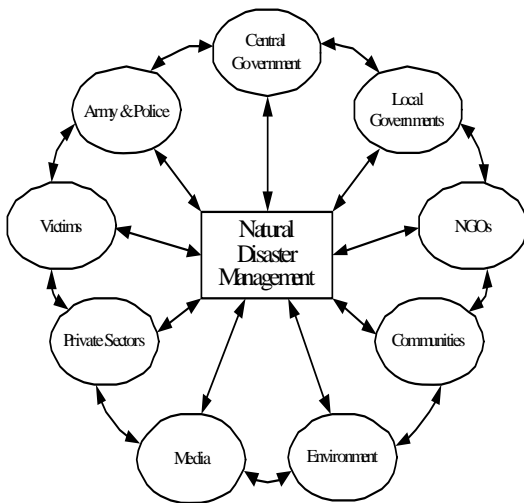 Central
Government
Army & Police
Local
Governments
Victims
Natural
Disaster
Management
NGOs
Private Sectors
Communities
Media
Environment